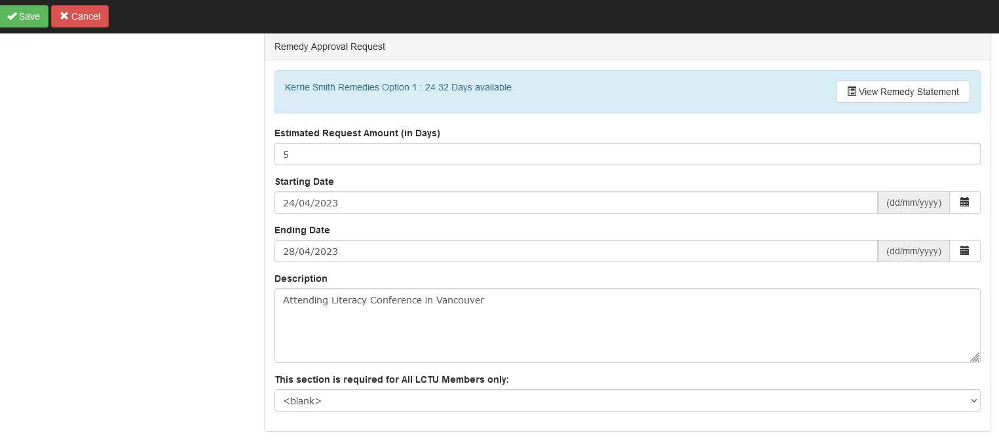 Save Cancel
Remedy Approval Request
Kerrie Smith Remedies Option 1 : 24.32 Days available
View Remedy Statement
Estimated Request Amount (in Days)
5
Starting Date
24/04/2023 (dd/mm/yyyy)
Ending Date
28/04/2023 (dd/mm/yyyy)
Description
Attending Literacy Conference in Vancouver
This section is required for All LCTU Members only:
<blank>